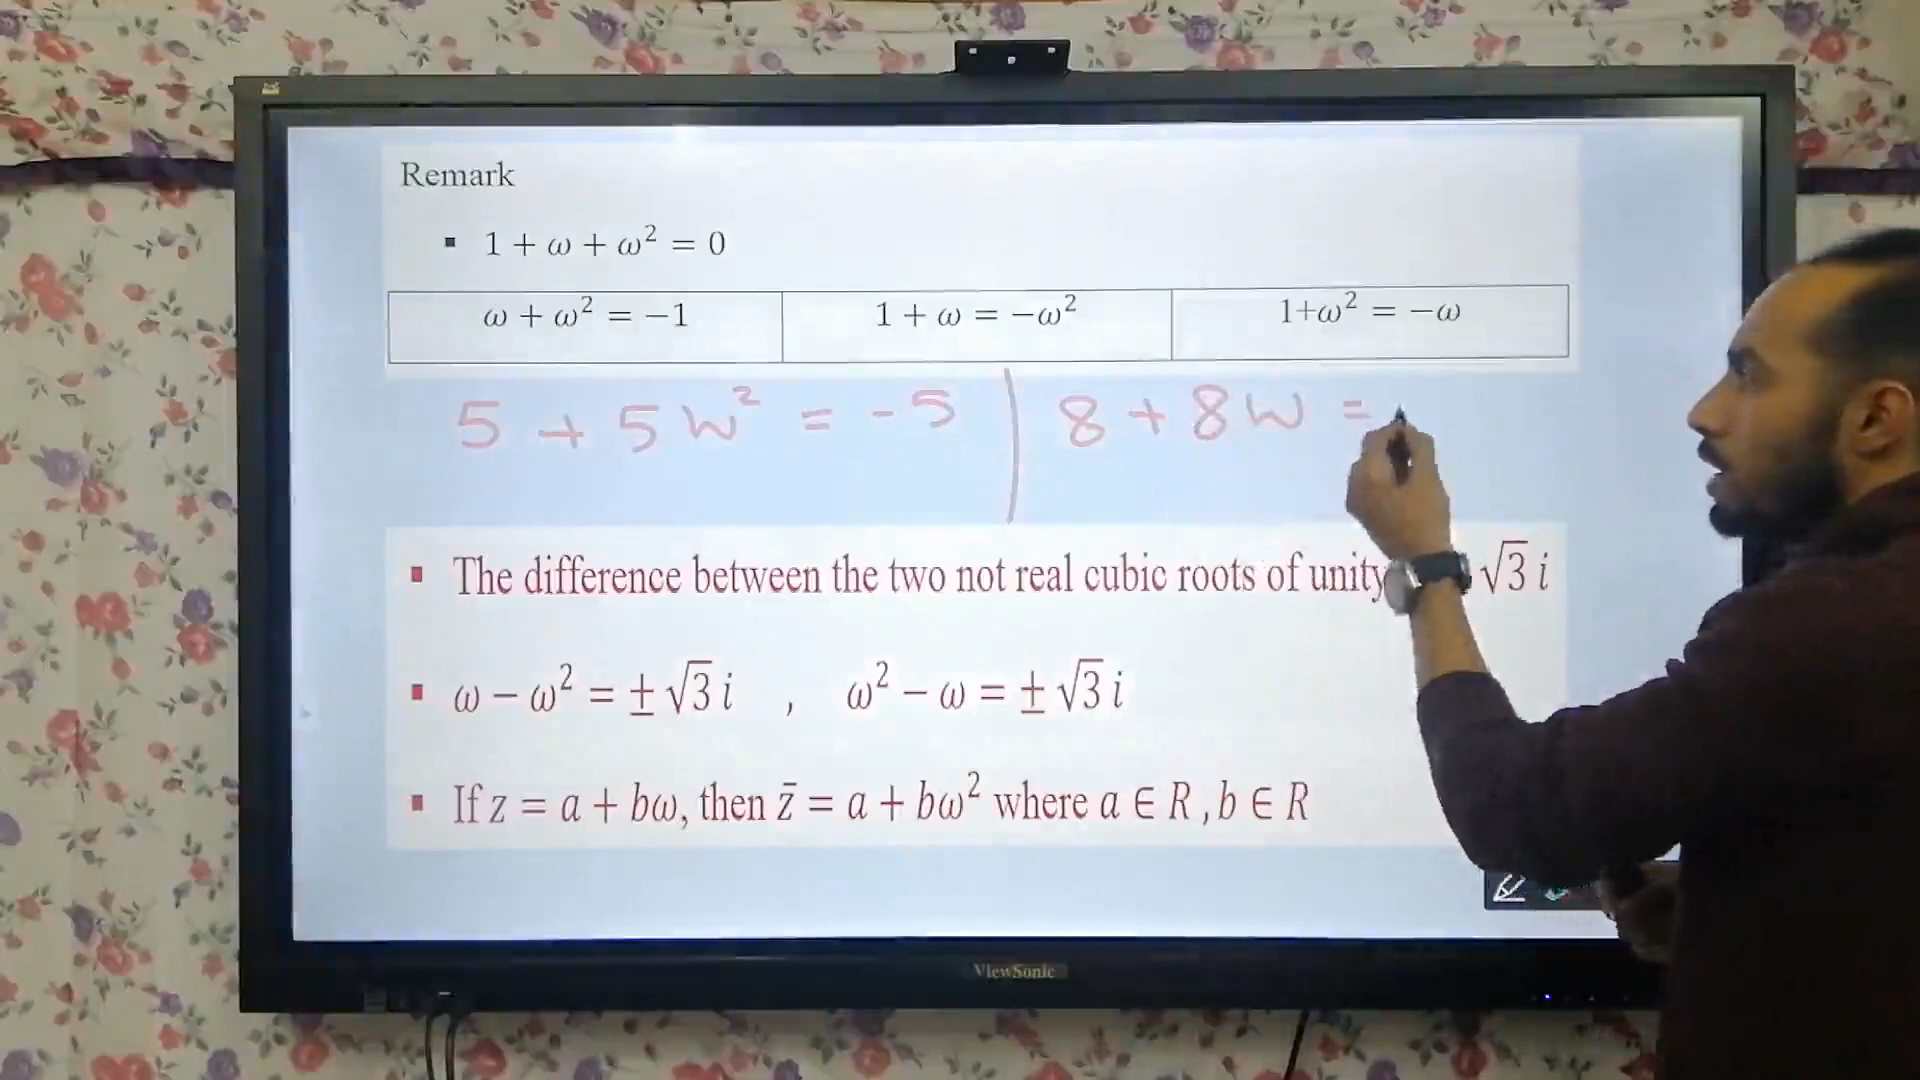 Remark
▪ 1 + ω + ω² = 0
ω + ω² = −1 1 + ω = −ω² 1+ω² = −ω
5 + 5w² = -5 | 8 + 8w =
▪ The difference between the two not real cubic roots of unity √3 i
▪ ω − ω² = ± √3 i , ω² − ω = ± √3 i
▪ If z = a + bω, then z̄ = a + bω² where a ∈ R , b ∈ R
ViewSonic